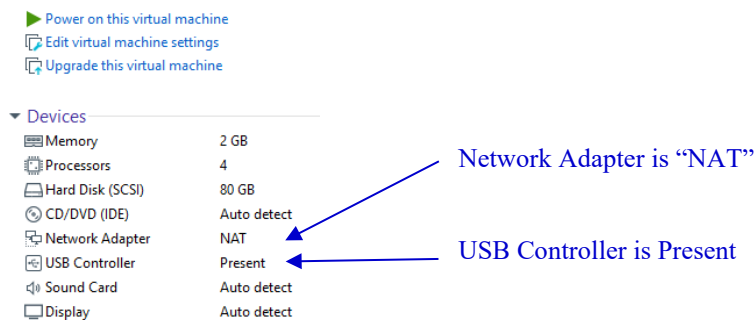 Power on this virtual machine
Edit virtual machine settings
Upgrade this virtual machine
Devices
Memory 2 GB
Processors 4
Hard Disk (SCSI) 80 GB
CD/DVD (IDE) Auto detect
Network Adapter NAT
USB Controller Present
Sound Card Auto detect
Display Auto detect
Network Adapter is “NAT”
USB Controller is Present